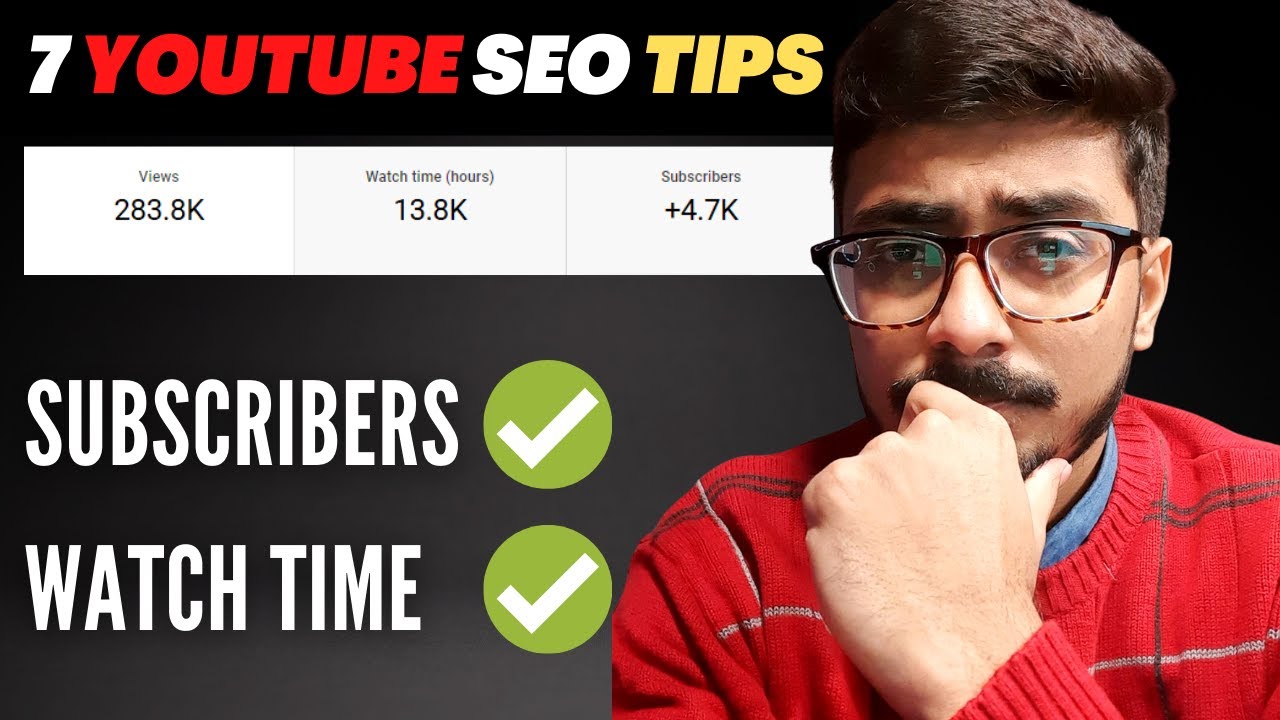 7 YOUTUBE SEO TIPS
Views Watch time (hours) Subscribers
283.8K 13.8K +4.7K
SUBSCRIBERS
WATCH TIME